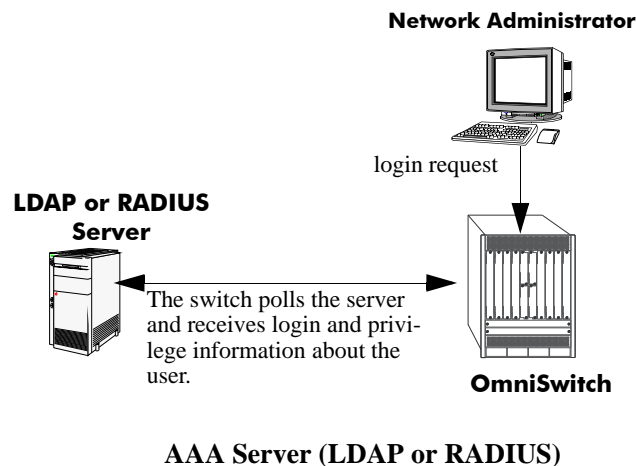 Network Administrator
login request
LDAP or RADIUS
Server
The switch polls the server
and receives login and privi-
lege information about the
user.
OmniSwitch
AAA Server (LDAP or RADIUS)